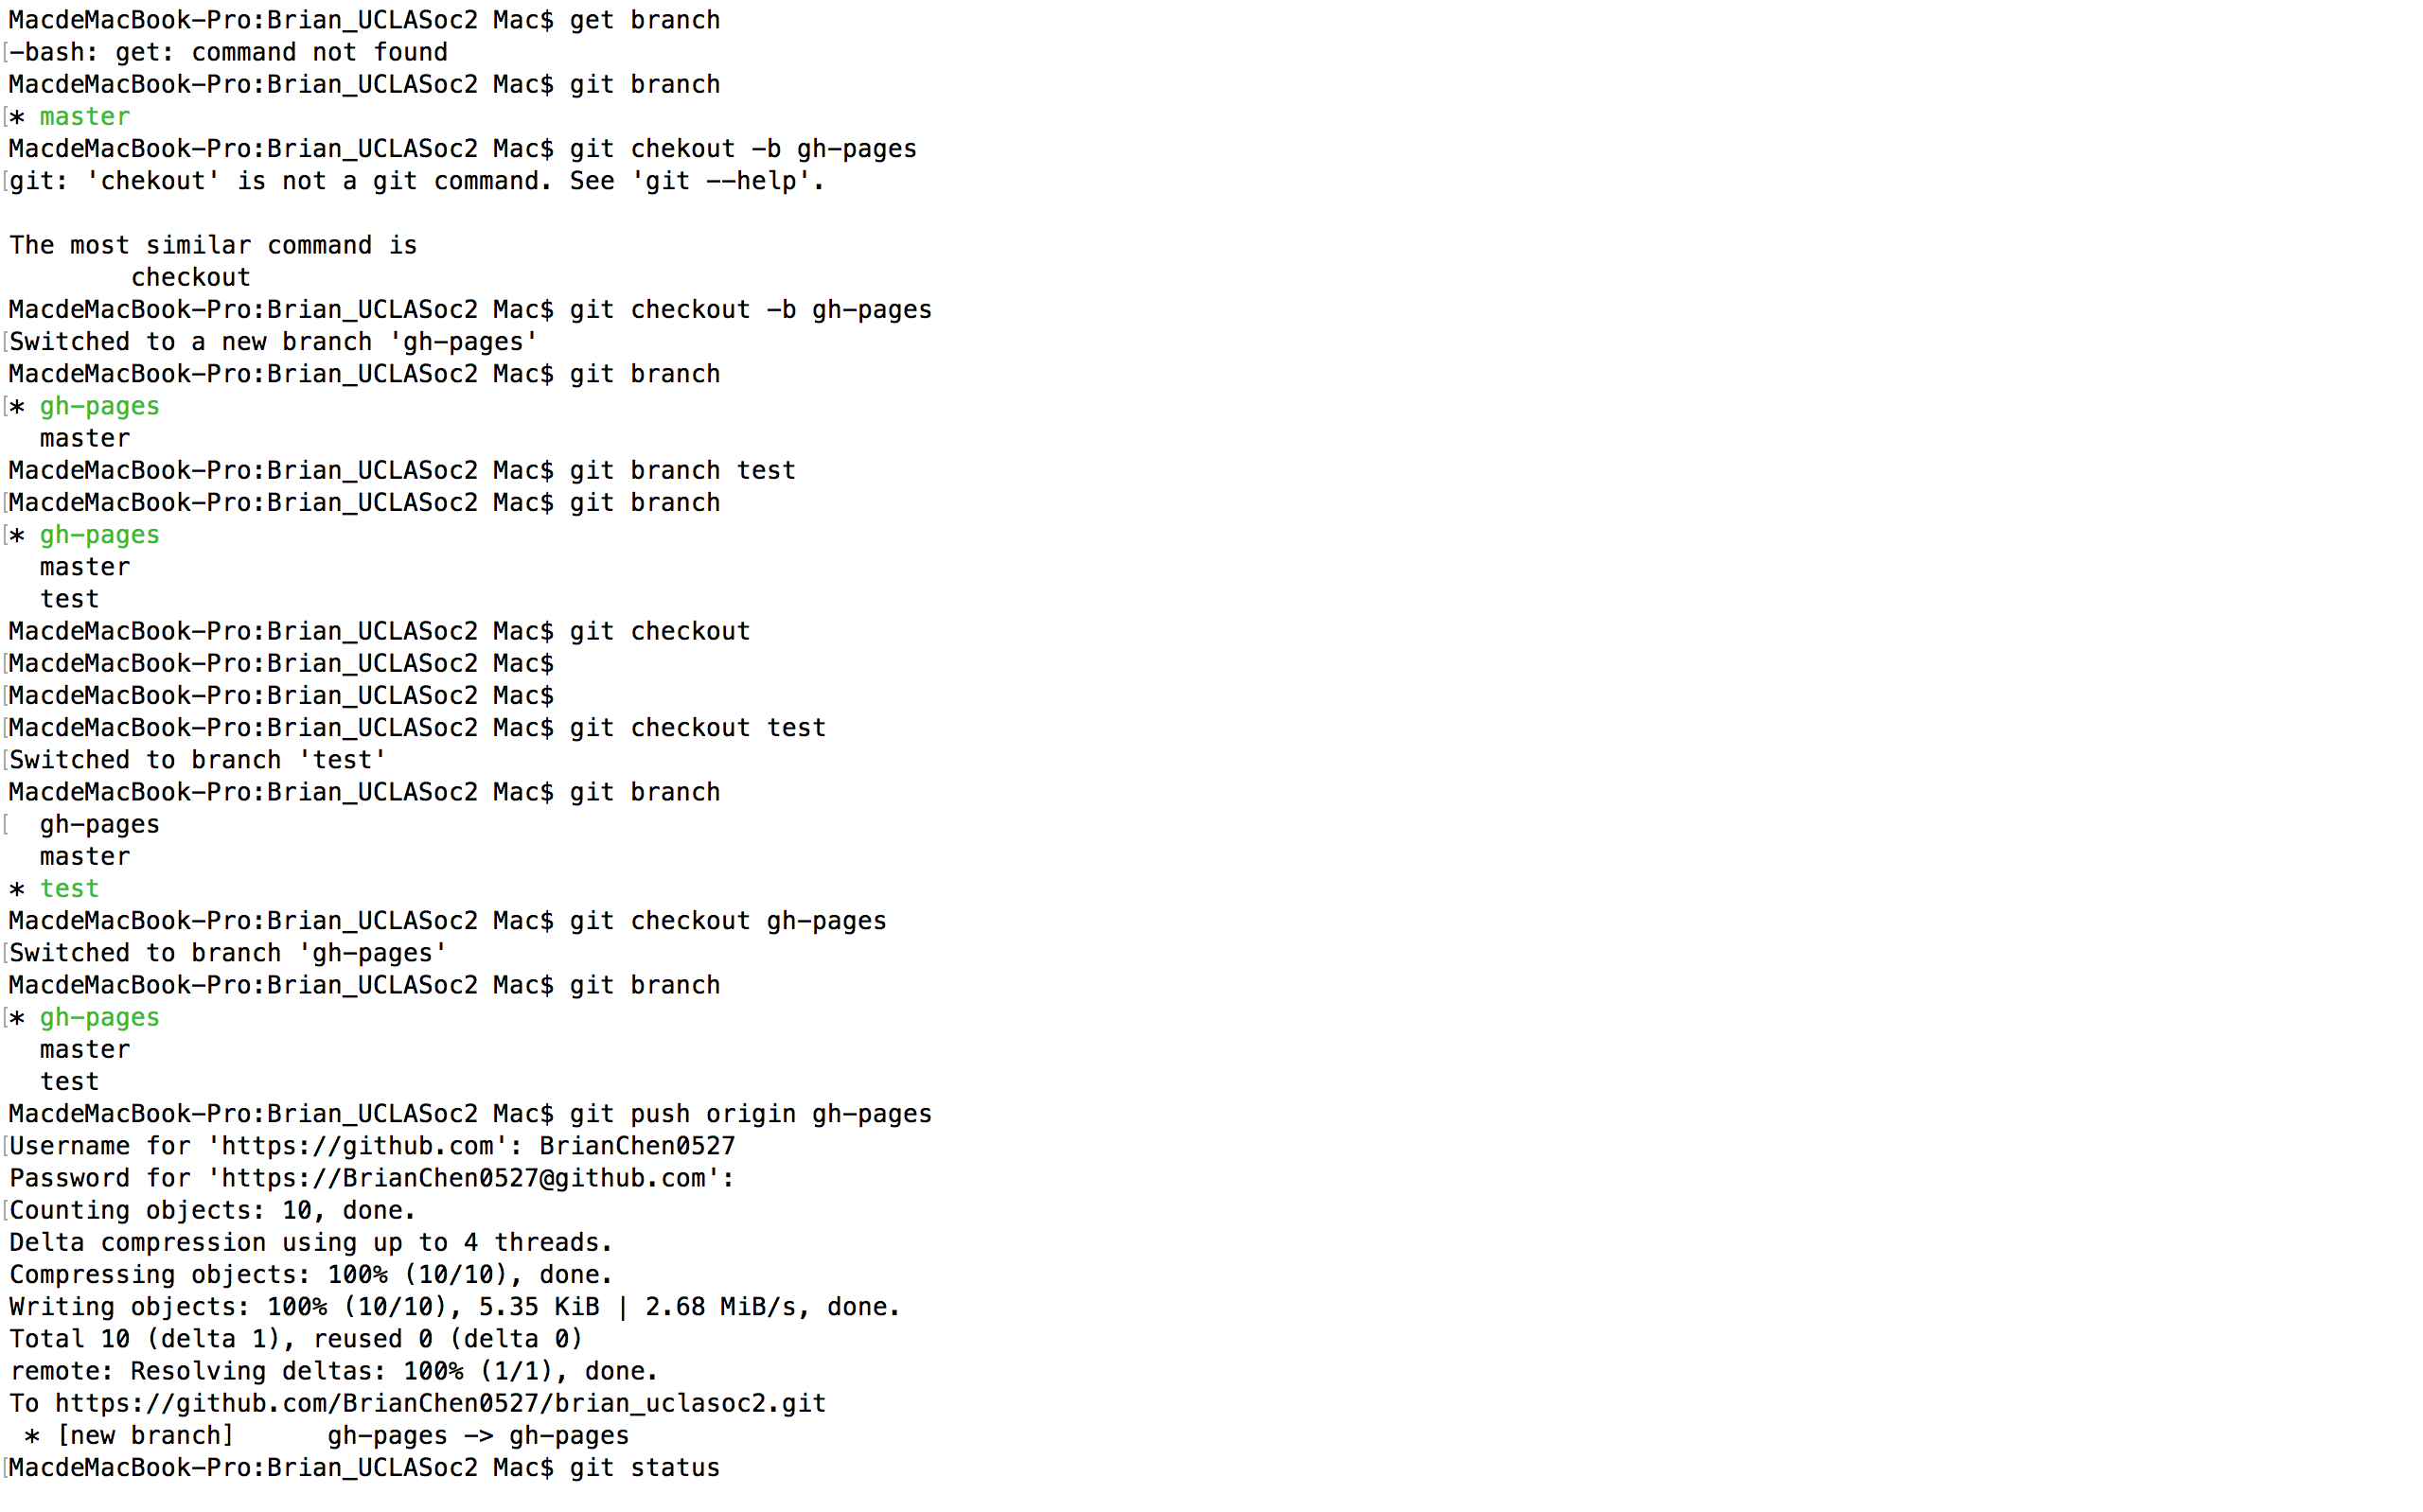 MacdeMacBook-Pro:Brian_UCLASoc2 Mac$ get branch
[-bash: get: command not found
MacdeMacBook-Pro:Brian_UCLASoc2 Mac$ git branch
[* master
MacdeMacBook-Pro:Brian_UCLASoc2 Mac$ git chekout -b gh-pages
[git: 'chekout' is not a git command. See 'git --help'.

The most similar command is
        checkout
MacdeMacBook-Pro:Brian_UCLASoc2 Mac$ git checkout -b gh-pages
[Switched to a new branch 'gh-pages'
MacdeMacBook-Pro:Brian_UCLASoc2 Mac$ git branch
[* gh-pages
  master
MacdeMacBook-Pro:Brian_UCLASoc2 Mac$ git branch test
[MacdeMacBook-Pro:Brian_UCLASoc2 Mac$ git branch
[* gh-pages
  master
  test
MacdeMacBook-Pro:Brian_UCLASoc2 Mac$ git checkout
[MacdeMacBook-Pro:Brian_UCLASoc2 Mac$
[MacdeMacBook-Pro:Brian_UCLASoc2 Mac$
[MacdeMacBook-Pro:Brian_UCLASoc2 Mac$ git checkout test
[Switched to branch 'test'
MacdeMacBook-Pro:Brian_UCLASoc2 Mac$ git branch
[  gh-pages
  master
* test
MacdeMacBook-Pro:Brian_UCLASoc2 Mac$ git checkout gh-pages
[Switched to branch 'gh-pages'
MacdeMacBook-Pro:Brian_UCLASoc2 Mac$ git branch
[* gh-pages
  master
  test
MacdeMacBook-Pro:Brian_UCLASoc2 Mac$ git push origin gh-pages
[Username for 'https://github.com': BrianChen0527
Password for 'https://BrianChen0527@github.com':
[Counting objects: 10, done.
Delta compression using up to 4 threads.
Compressing objects: 100% (10/10), done.
Writing objects: 100% (10/10), 5.35 KiB | 2.68 MiB/s, done.
Total 10 (delta 1), reused 0 (delta 0)
remote: Resolving deltas: 100% (1/1), done.
To https://github.com/BrianChen0527/brian_uclasoc2.git
 * [new branch]      gh-pages -> gh-pages
[MacdeMacBook-Pro:Brian_UCLASoc2 Mac$ git status